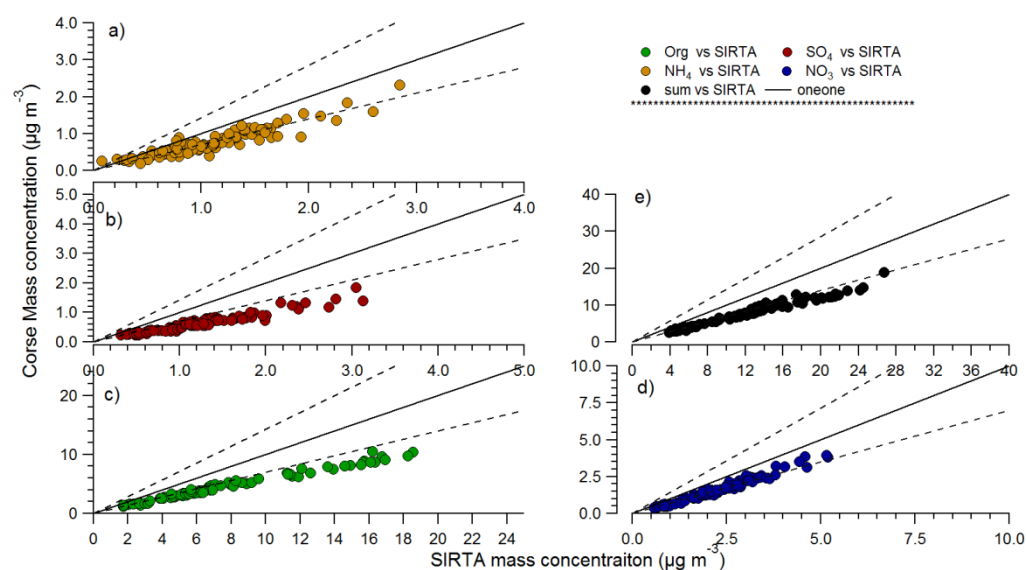 Corse Mass concentration (µg m⁻³)
a)
4.0
3.0
2.0
1.0
0.0
0.0 1.0 2.0 3.0 4.0
b)
5.0
4.0
3.0
2.0
1.0
0.0
0.0 1.0 2.0 3.0 4.0 5.0
c)
20
10
0
0 2 4 6 8 10 12 14 16 18 20 22 24
Org vs SIRTA SO₄ vs SIRTA
NH₄ vs SIRTA NO₃ vs SIRTA
sum vs SIRTA oneone
************************************************
e)
40
30
20
10
0
0 4 8 12 16 20 24 28 32 36 40
d)
10.0
7.5
5.0
2.5
0.0
0.0 2.5 5.0 7.5 10.0
SIRTA mass concentraiton (µg m⁻³)